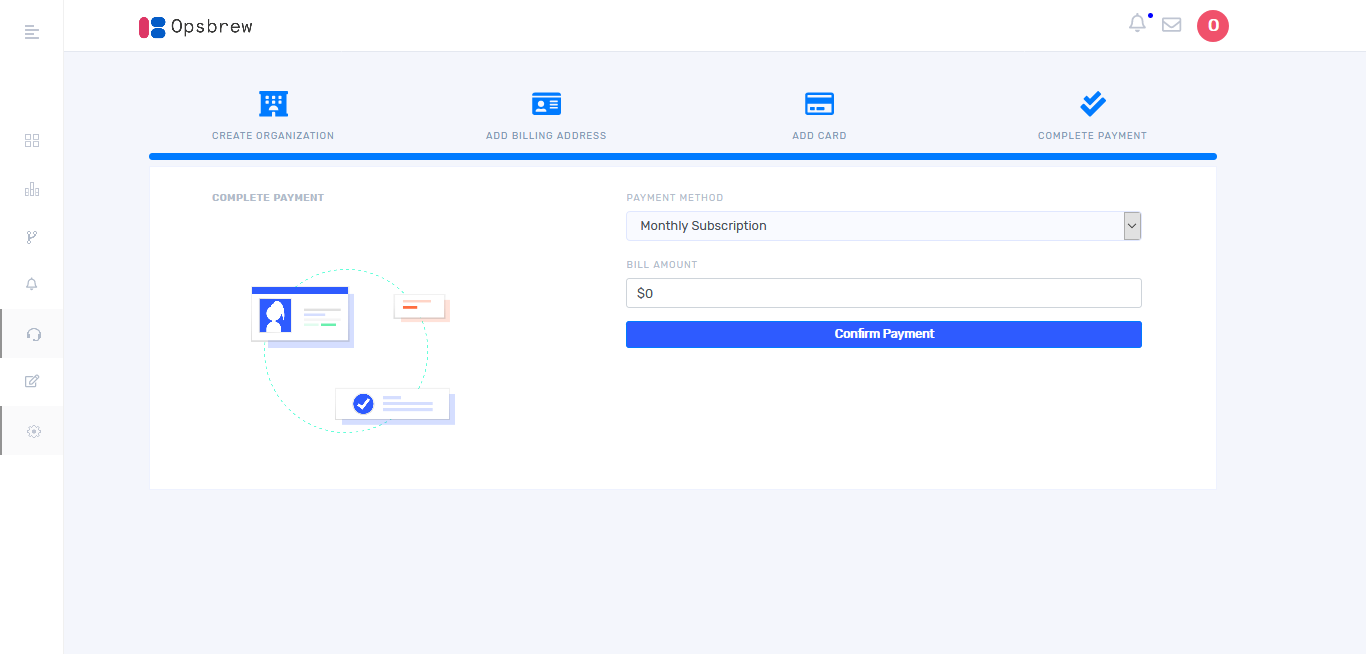 Opsbrew
O
CREATE ORGANIZATION
ADD BILLING ADDRESS
ADD CARD
COMPLETE PAYMENT
COMPLETE PAYMENT
PAYMENT METHOD
Monthly Subscription
BILL AMOUNT
$0
Confirm Payment